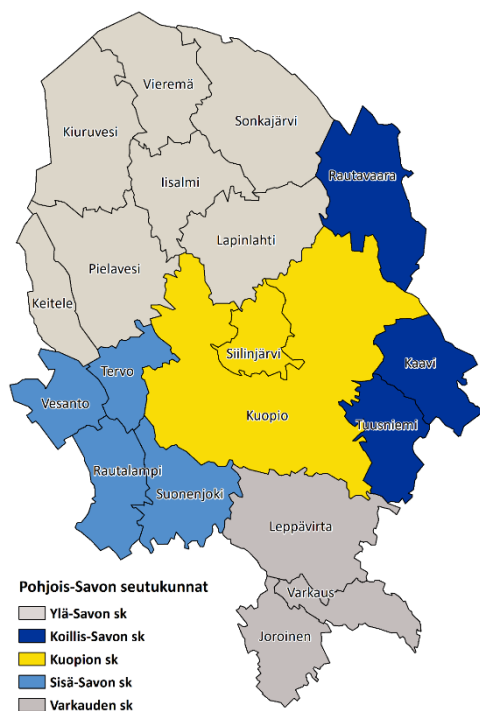 Vieremä
Kiuruvesi
Sonkajärvi
Iisalmi
Rautavaara
Lapinlahti
Pielavesi
Keitele
Siilinjärvi
Kaavi
Tervo
Vesanto
Kuopio
Tuusniemi
Rautalampi
Suonenjoki
Leppävirta
Varkaus
Joroinen
Pohjois-Savon seutukunnat
Ylä-Savon sk
Koillis-Savon sk
Kuopion sk
Sisä-Savon sk
Varkauden sk